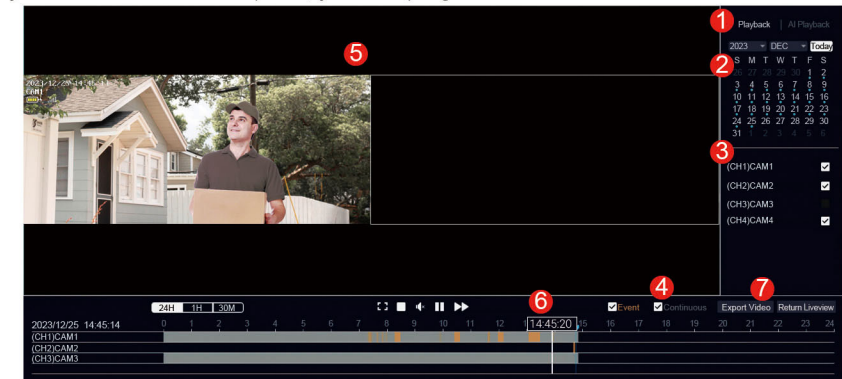 1 Playback | AI Playback
2023 DEC Today
5
2 S M T W T F S
26 27 28 29 30 1 2
3 4 5 6 7 8 9
10 11 12 13 14 15 16
17 18 19 20 21 22 23
24 25 26 27 28 29 30
31 1 2 3 4 5 6
CAM1
3
(CH1)CAM1
(CH2)CAM2
(CH3)CAM3
(CH4)CAM4
6 4 7
24H 1H 30M Event Continuous Export Video Return Liveview
2023/12/25 14:45:14 0 1 2 3 4 5 6 7 8 9 10 11 12 14:45:20 15 16 17 18 19 20 21 22 23 24
(CH1)CAM1
(CH2)CAM2
(CH3)CAM3